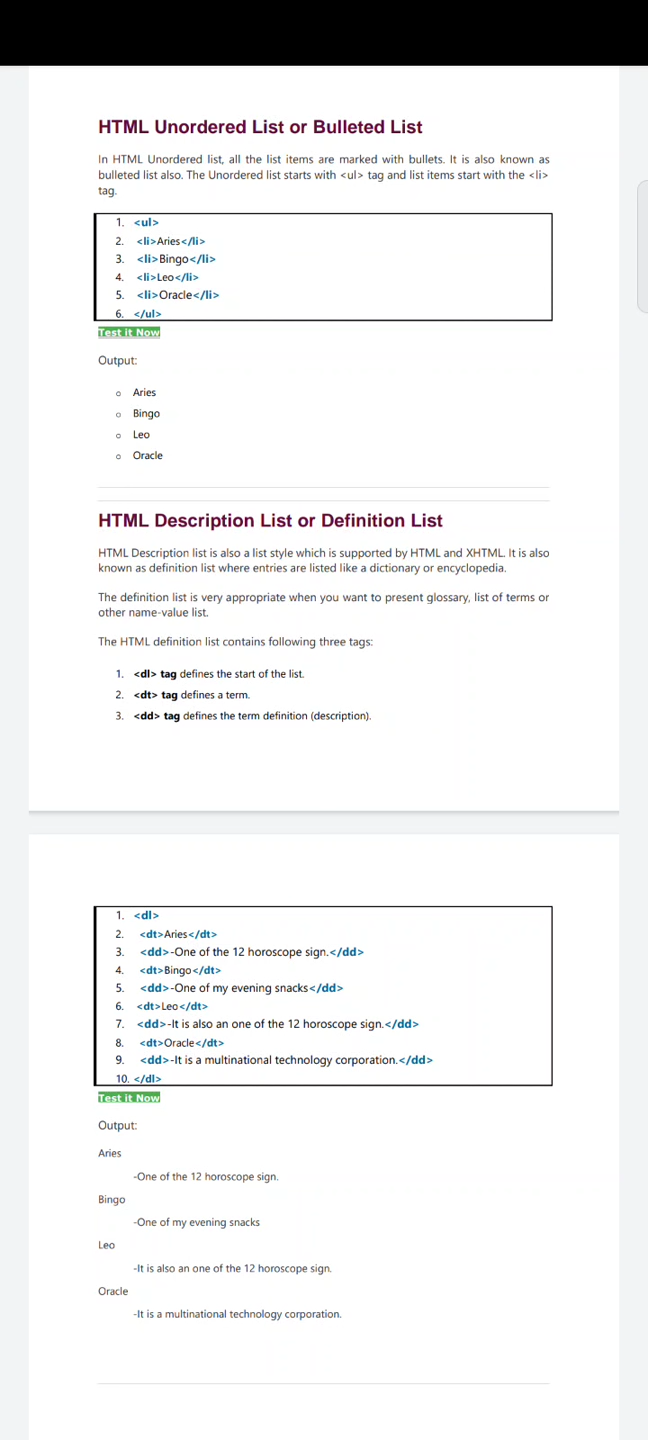 HTML Unordered List or Bulleted List
In HTML Unordered list, all the list items are marked with bullets. It is also known as
bulleted list also. The Unordered list starts with <ul> tag and list items start with the <li>
tag.
1. <ul>
2. <li>Aries</li>
3. <li>Bingo</li>
4. <li>Leo</li>
5. <li>Oracle</li>
6. </ul>
Test it Now
Output:
o Aries
o Bingo
o Leo
o Oracle
HTML Description List or Definition List
HTML Description list is also a list style which is supported by HTML and XHTML. It is also
known as definition list where entries are listed like a dictionary or encyclopedia.
The definition list is very appropriate when you want to present glossary, list of terms or
other name-value list.
The HTML definition list contains following three tags:
1. <dl> tag defines the start of the list.
2. <dt> tag defines a term.
3. <dd> tag defines the term definition (description).
1. <dl>
2. <dt>Aries</dt>
3. <dd>-One of the 12 horoscope sign.</dd>
4. <dt>Bingo</dt>
5. <dd>-One of my evening snacks</dd>
6. <dt>Leo</dt>
7. <dd>-It is also an one of the 12 horoscope sign.</dd>
8. <dt>Oracle</dt>
9. <dd>-It is a multinational technology corporation.</dd>
10. </dl>
Test it Now
Output:
Aries
-One of the 12 horoscope sign.
Bingo
-One of my evening snacks
Leo
-It is also an one of the 12 horoscope sign.
Oracle
-It is a multinational technology corporation.